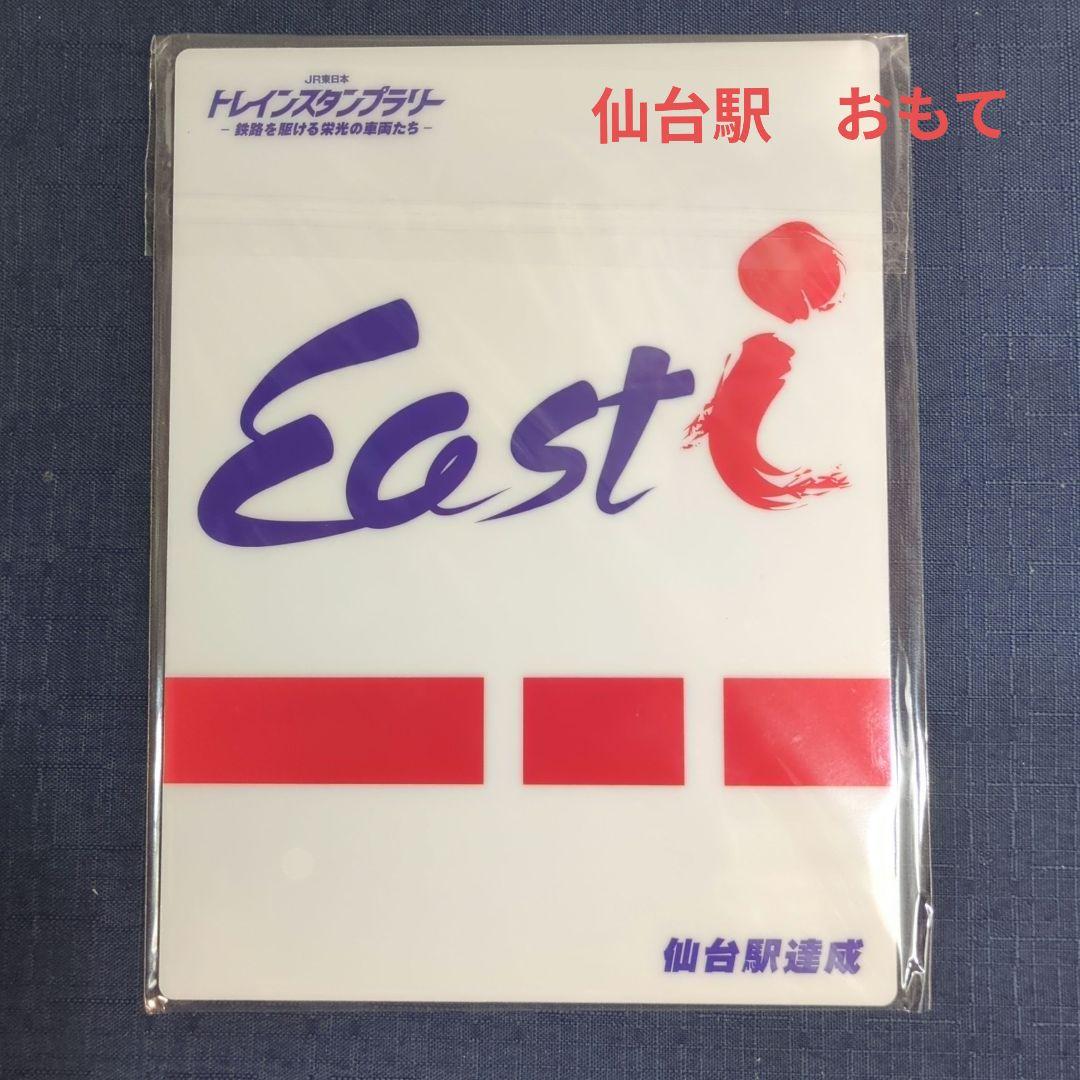 JR東日本
トレインスタンプラリー
－鉄路を駆ける栄光の車両たち－
仙台駅　おもて
East i
仙台駅達成